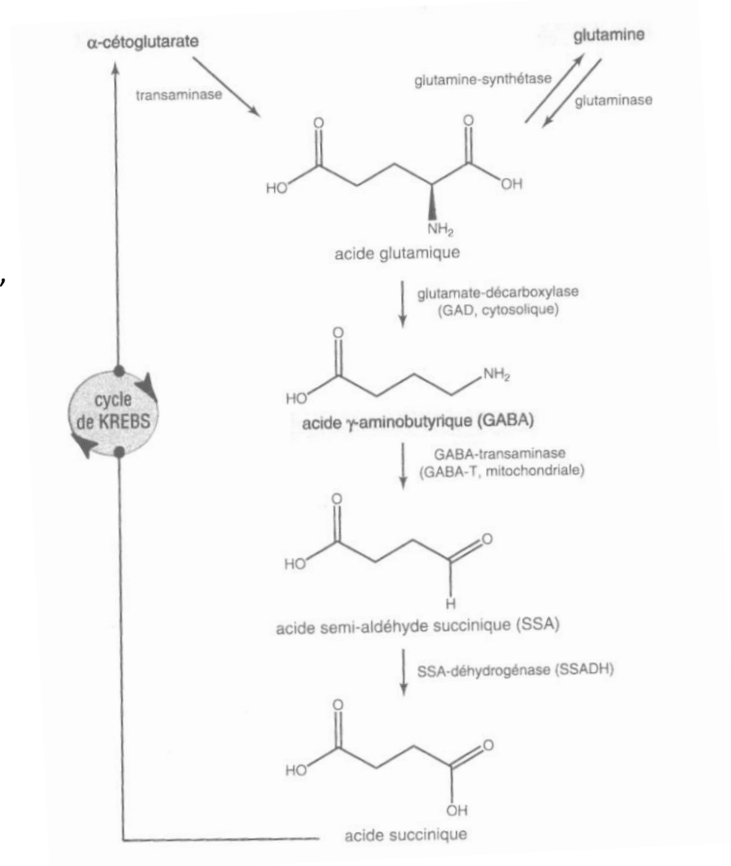 α-cétoglutarate
glutamine
transaminase
glutamine-synthétase
glutaminase
O
O
HO
OH
NH2
acide glutamique
,
glutamate-décarboxylase
(GAD, cytosolique)
O
HO
NH2
acide γ-aminobutyrique (GABA)
cycle
de KREBS
GABA-transaminase
(GABA-T, mitochondriale)
O
HO
O
H
acide semi-aldéhyde succinique (SSA)
SSA-déhydrogénase (SSADH)
O
HO
O
OH
acide succinique